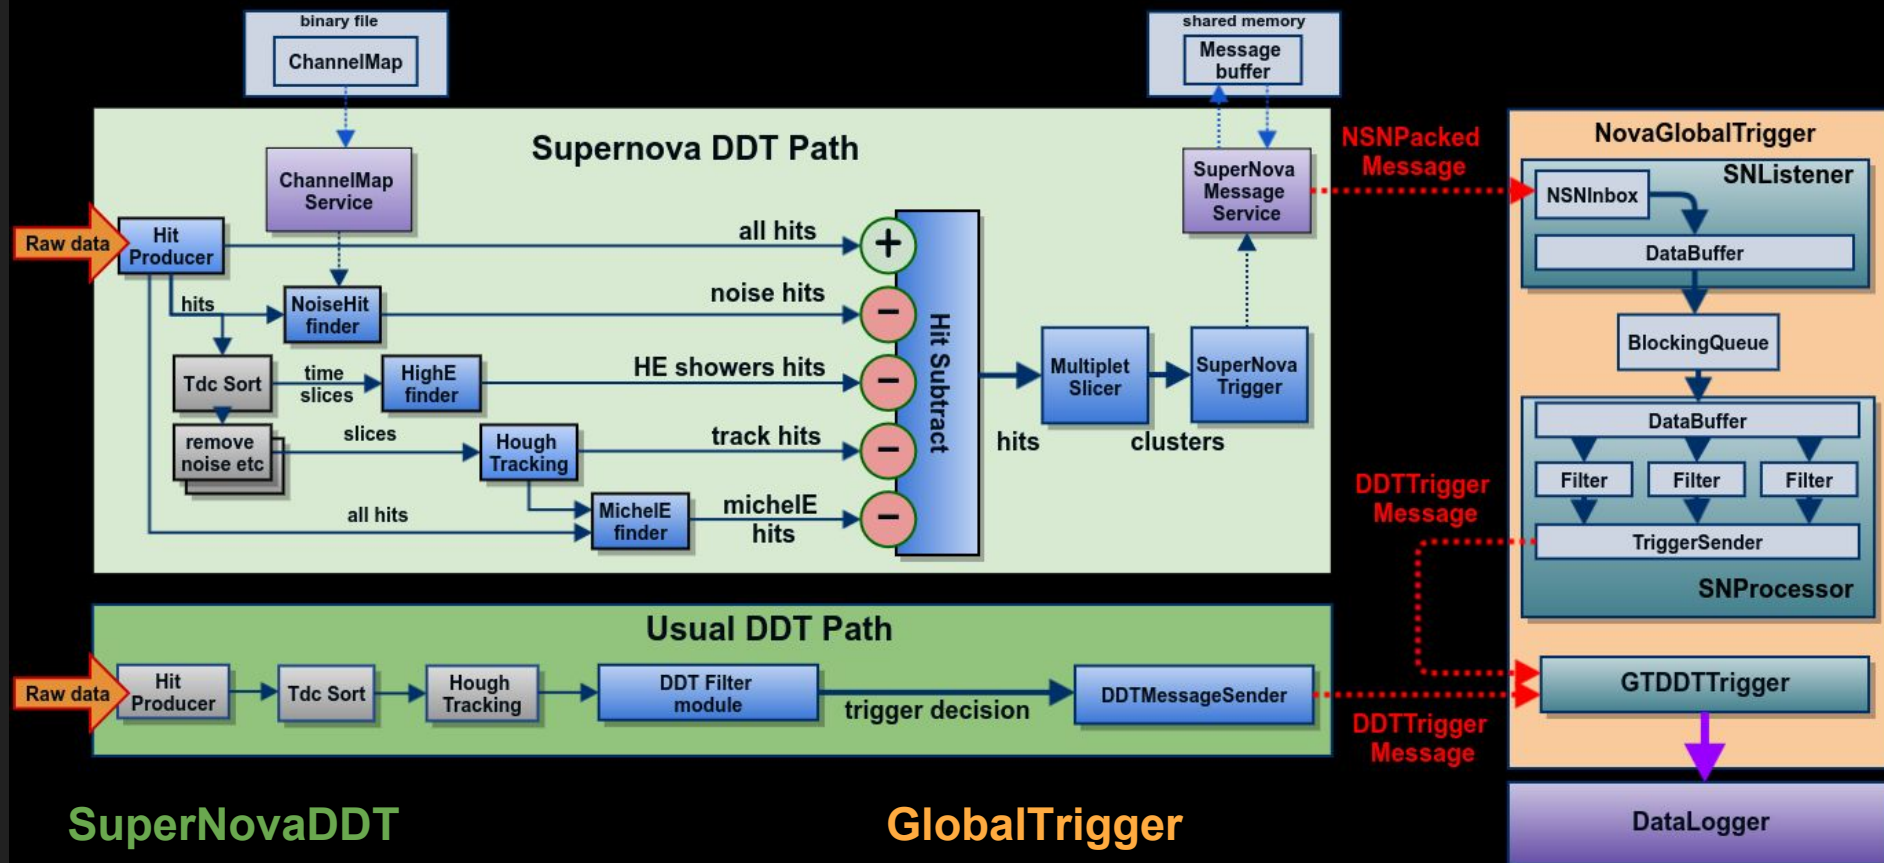 binary file
ChannelMap
shared memory
Message
buffer
Supernova DDT Path
ChannelMap
Service
SuperNova
Message
Service
NSNPacked
Message
Raw data
Hit
Producer
all hits
+
hits
NoiseHit
finder
noise hits
−
Tdc Sort
time
slices
HighE
finder
HE showers hits
−
remove
noise etc
slices
Hough
Tracking
track hits
−
all hits
MichelE
finder
michelE
hits
−
Hit Subtract
hits
Multiplet
Slicer
clusters
SuperNova
Trigger
NovaGlobalTrigger
SNListener
NSNInbox
DataBuffer
BlockingQueue
DataBuffer
Filter
Filter
Filter
TriggerSender
SNProcessor
DDTTrigger
Message
Usual DDT Path
Raw data
Hit
Producer
Tdc Sort
Hough
Tracking
DDT Filter
module
trigger decision
DDTMessageSender
DDTTrigger
Message
GTDDTTrigger
DataLogger
SuperNovaDDT
GlobalTrigger